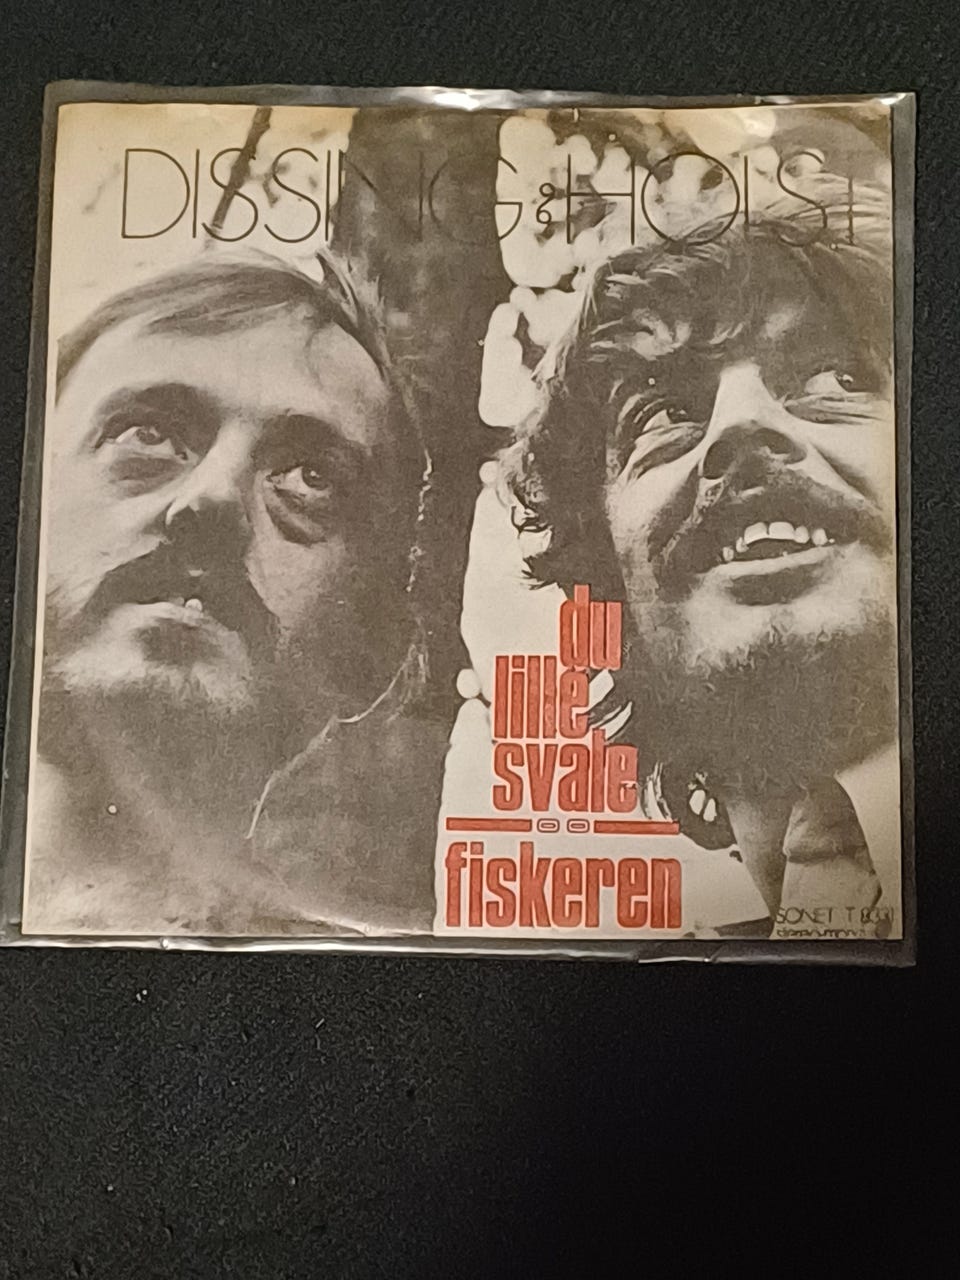 DISSING & HOLST
du
lille
svale
fiskeren
SONET T 8331